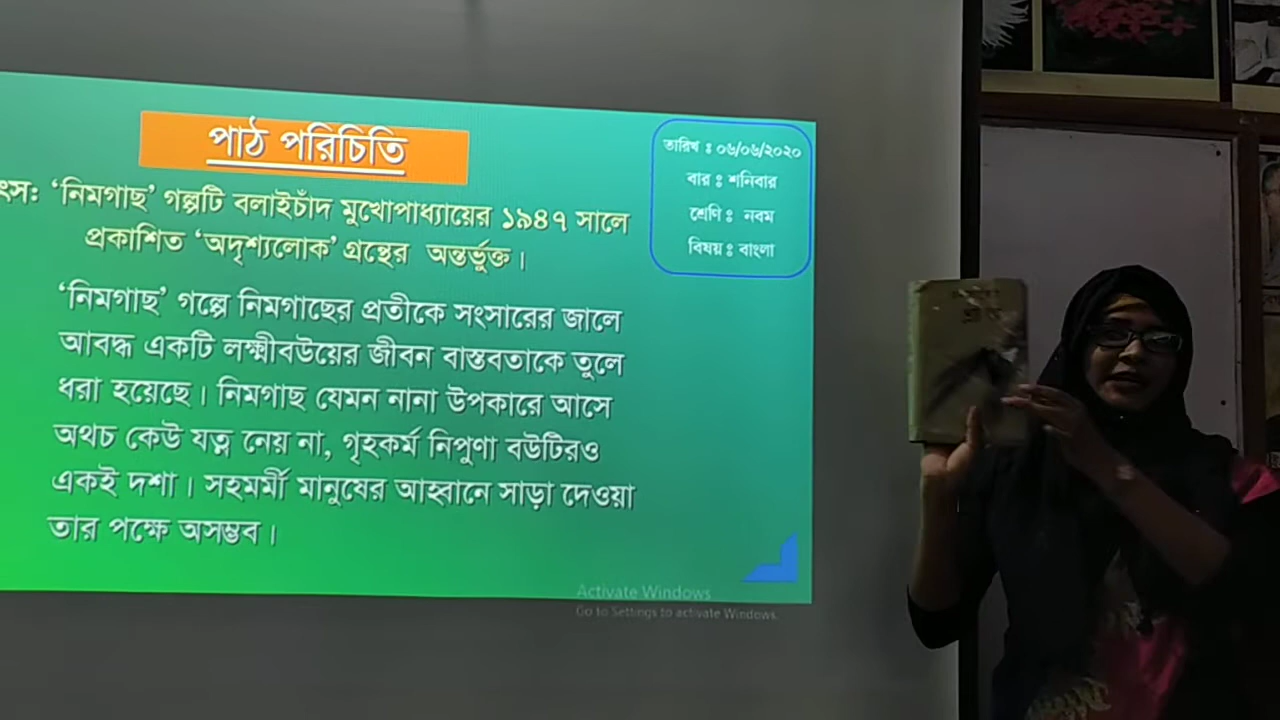 পাঠ পরিচিতি
তারিখ : ০৬/০৬/২০২০
বার : শনিবার
শ্রেণি : নবম
বিষয় : বাংলা
ৎস: ‘নিমগাছ’ গল্পটি বলাইচাঁদ মুখোপাধ্যায়ের ১৯৪৭ সালে
প্রকাশিত ‘অদৃশ্যলোক’ গ্রন্থের অন্তর্ভুক্ত।
‘নিমগাছ’ গল্পে নিমগাছের প্রতীকে সংসারের জালে
আবদ্ধ একটি লক্ষ্মীবউয়ের জীবন বাস্তবতাকে তুলে
ধরা হয়েছে। নিমগাছ যেমন নানা উপকারে আসে
অথচ কেউ যত্ন নেয় না, গৃহকর্ম নিপুণা বউটিরও
একই দশা। সহমর্মী মানুষের আহ্বানে সাড়া দেওয়া
তার পক্ষে অসম্ভব।
Activate Windows
Go to Settings to activate Windows.